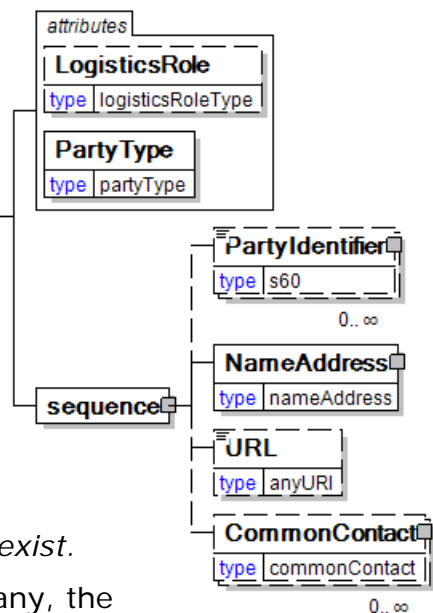 attributes
LogisticsRole
type logisticsRoleType
PartyType
type partyType
PartyIdentifier
type s60
0..∞
NameAddress
type nameAddress
sequence
URL
type anyURI
exist.
CommonContact
type commonContact
any, the
0..∞